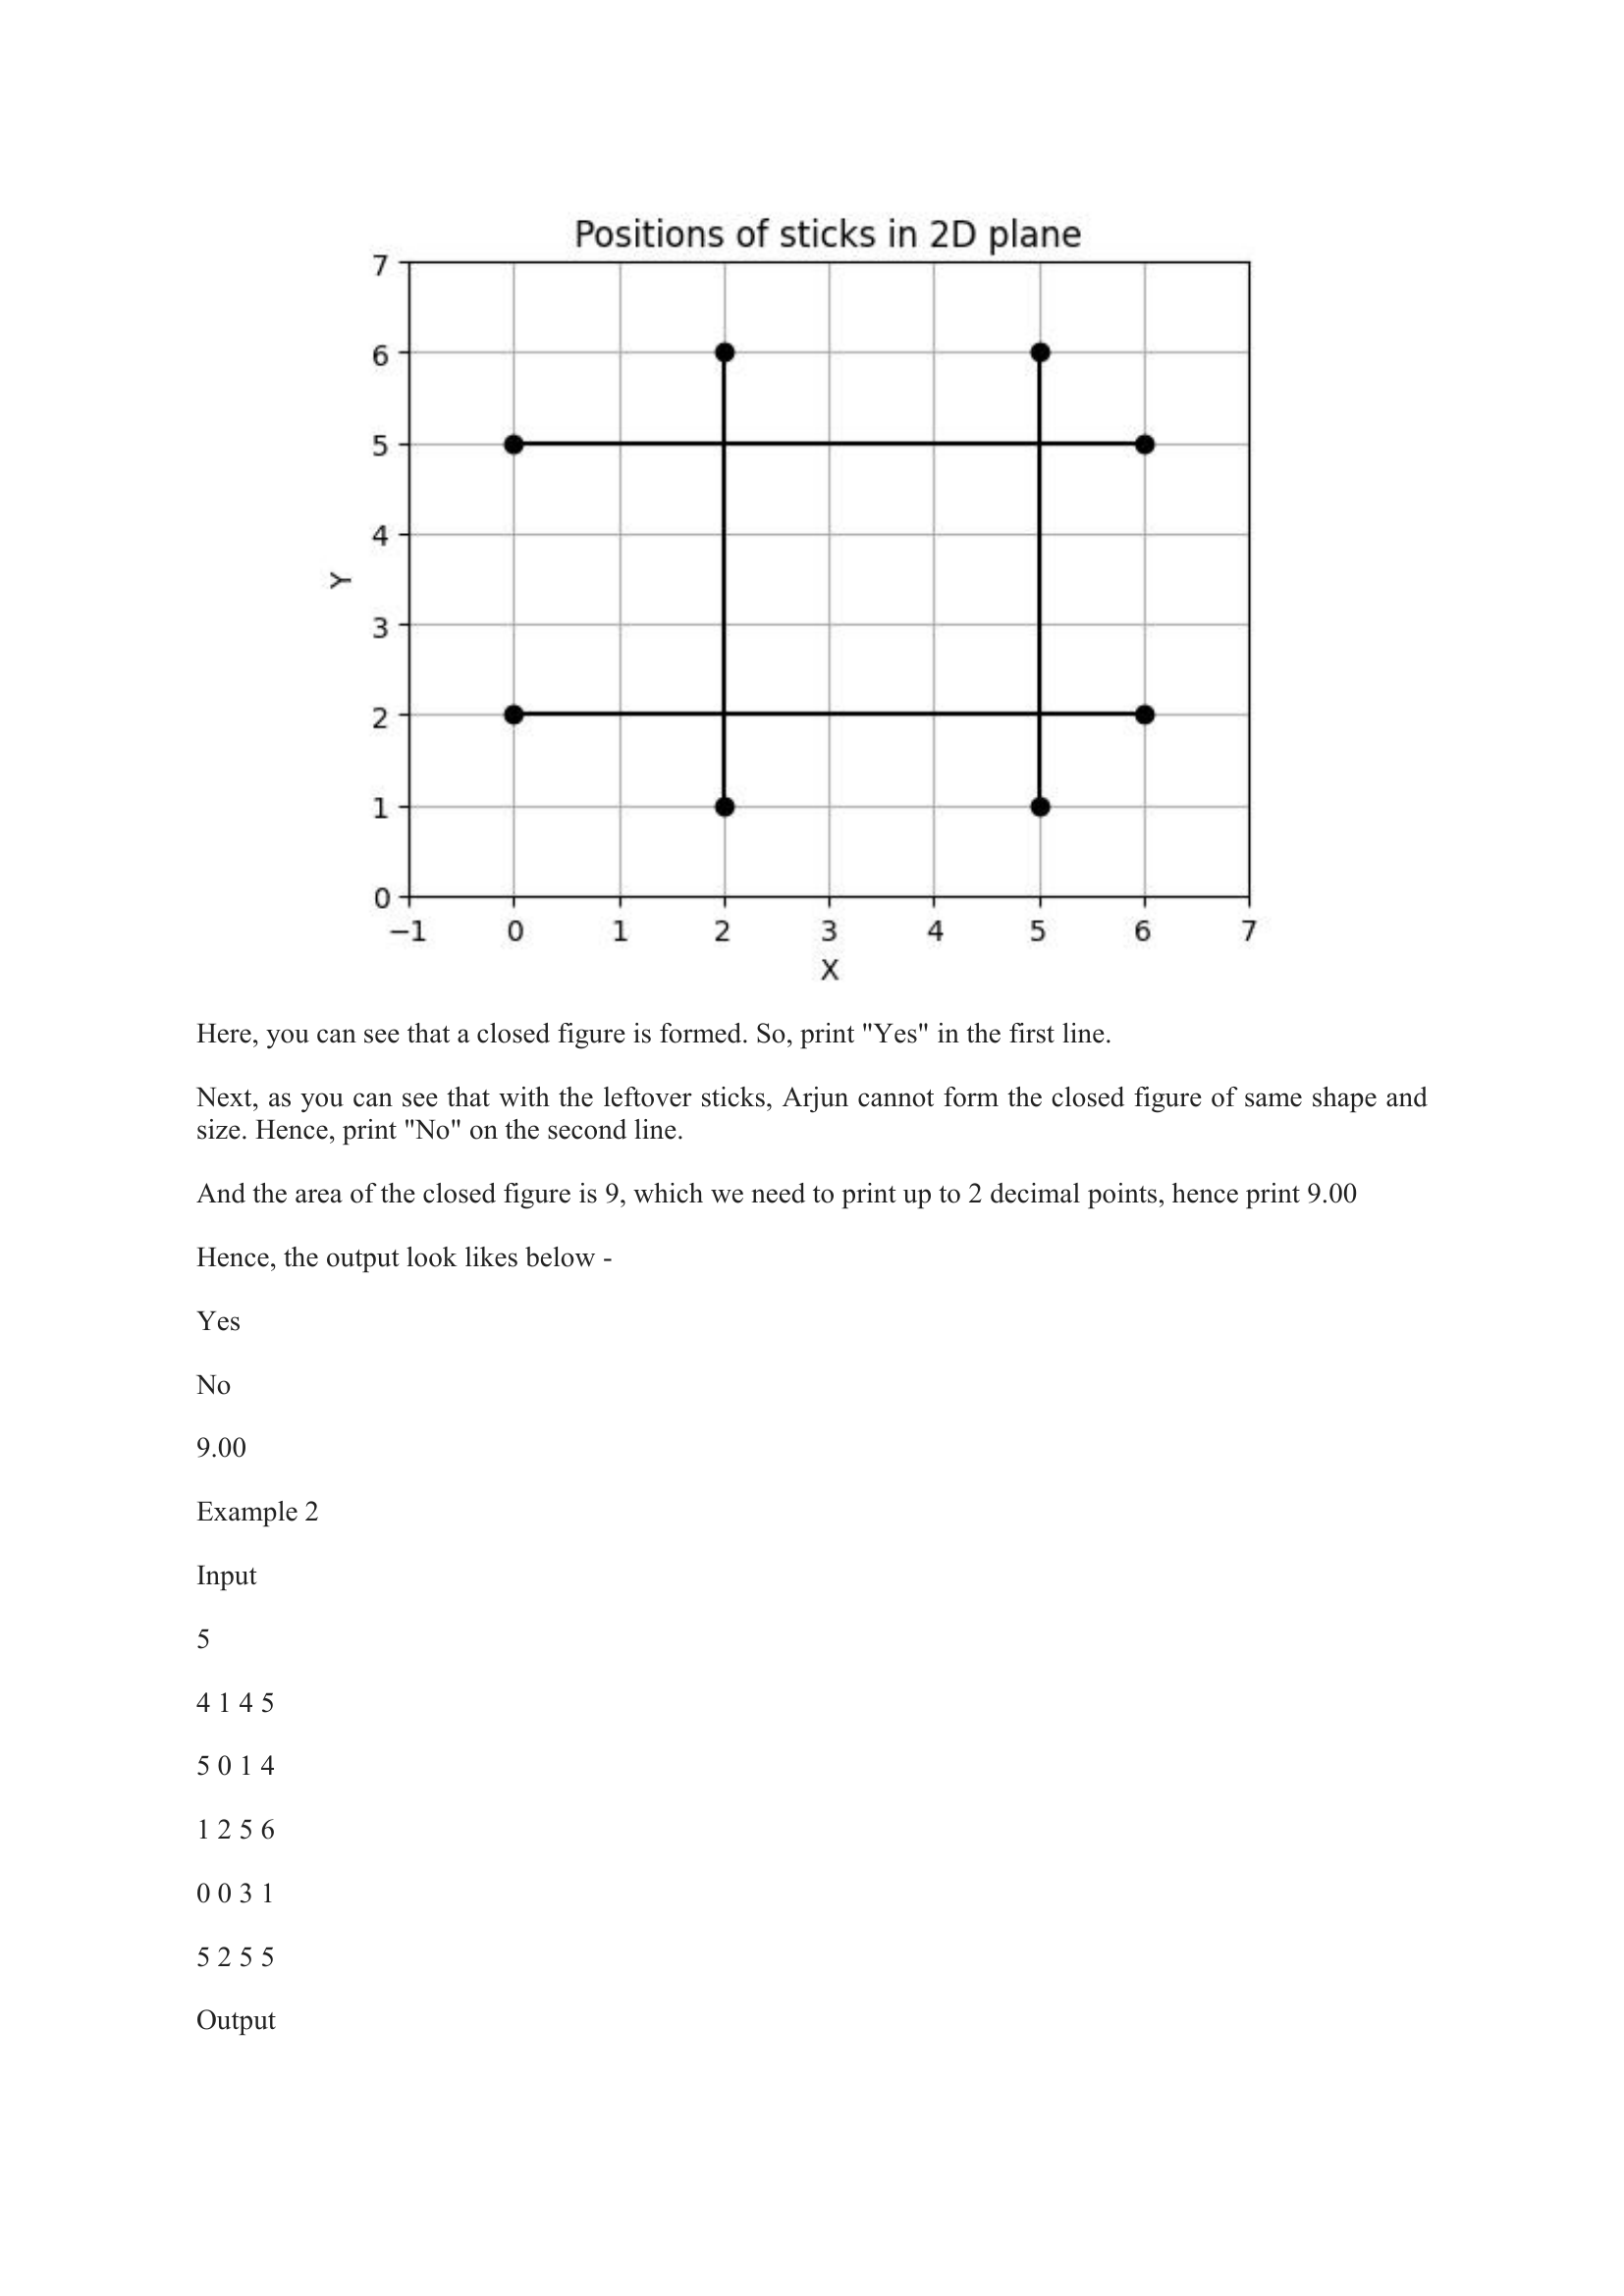 Positions of sticks in 2D plane
7
6
5
4
3
2
1
0
Y
−1 0 1 2 3 4 5 6 7
X
Here, you can see that a closed figure is formed. So, print "Yes" in the first line.
Next, as you can see that with the leftover sticks, Arjun cannot form the closed figure of same shape and
size. Hence, print "No" on the second line.
And the area of the closed figure is 9, which we need to print up to 2 decimal points, hence print 9.00
Hence, the output look likes below -
Yes
No
9.00
Example 2
Input
5
4 1 4 5
5 0 1 4
1 2 5 6
0 0 3 1
5 2 5 5
Output